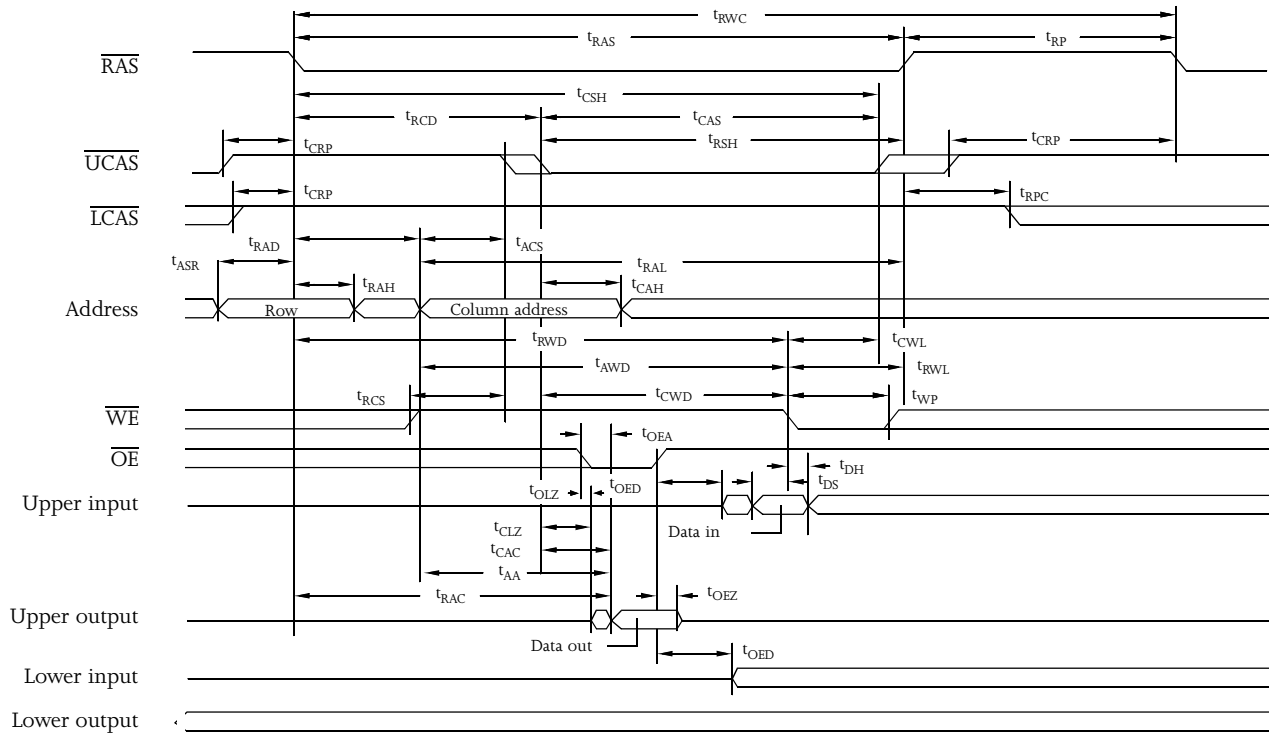 tRWC
tRAS
tRP
RAS
tCSH
tRCD
tCAS
tCRP
tRSH
tCRP
UCAS
tCRP
tRPC
LCAS
tRAD
tACS
tASR
tRAL
tRAH
tCAH
Address
Row
Column address
tRWD
tCWL
tAWD
tRWL
tRCS
tCWD
tWP
WE
tOEA
OE
tDH
tOLZ
tOED
tDS
Upper input
tCLZ
Data in
tCAC
tAA
tRAC
tOEZ
Upper output
Data out
tOED
Lower input
Lower output